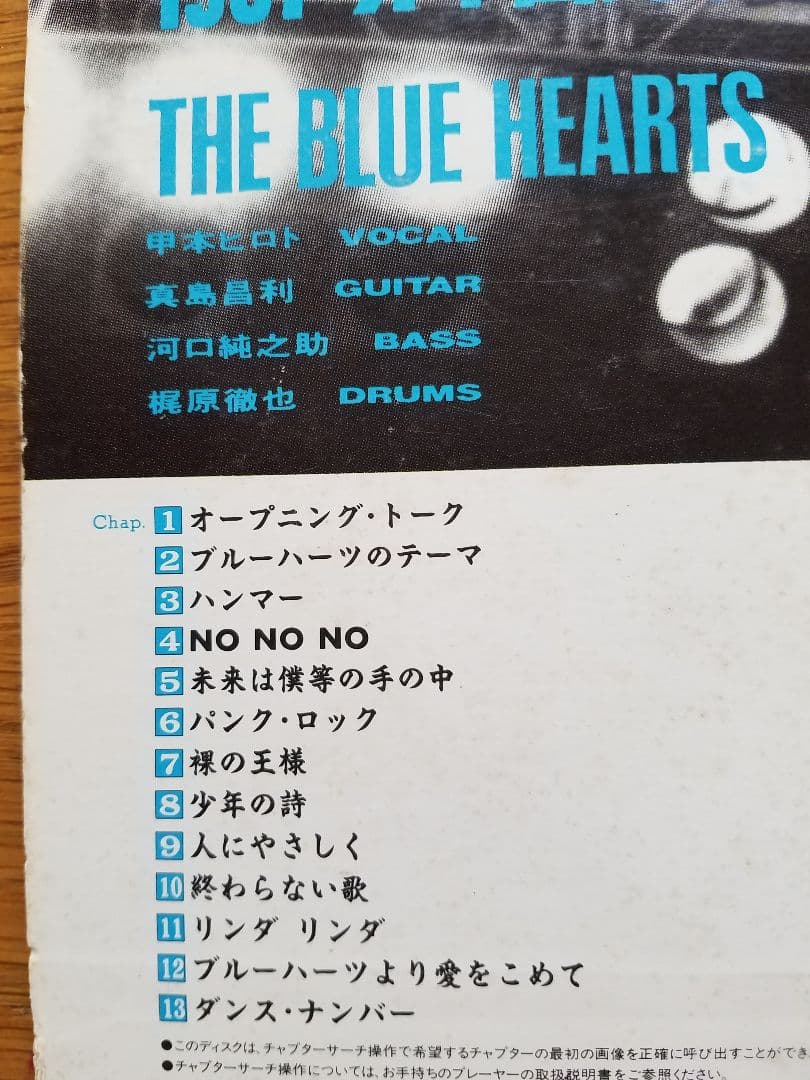 THE BLUE HEARTS
甲本ヒロト VOCAL
真島昌利 GUITAR
河口純之助 BASS
梶原徹也 DRUMS
Chap. 1 オープニング・トーク
2 ブルーハーツのテーマ
3 ハンマー
4 NO NO NO
5 未来は僕等の手の中
6 パンク・ロック
7 裸の王様
8 少年の詩
9 人にやさしく
10 終わらない歌
11 リンダ リンダ
12 ブルーハーツより愛をこめて
13 ダンス・ナンバー
●このディスクは、チャプターサーチ操作で希望するチャプターの最初の画像を正確に呼び出すことができ
●チャプターサーチ操作については、お手持ちのプレーヤーの取扱説明書をご参照ください。